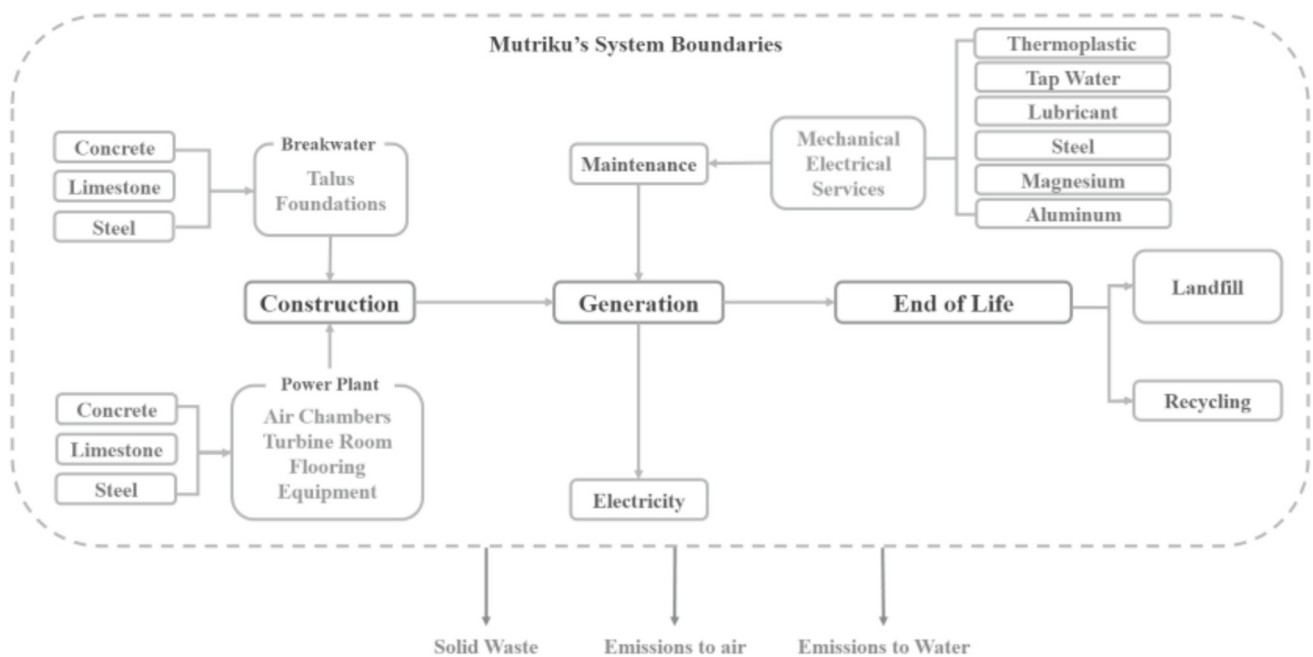 Mutriku's System Boundaries
Concrete
Limestone
Steel
Breakwater
Talus
Foundations
Maintenance
Mechanical
Electrical
Services
Thermoplastic
Tap Water
Lubricant
Steel
Magnesium
Aluminum
Construction
Generation
End of Life
Landfill
Recycling
Concrete
Limestone
Steel
Power Plant
Air Chambers
Turbine Room
Flooring
Equipment
Electricity
Solid Waste
Emissions to air
Emissions to Water